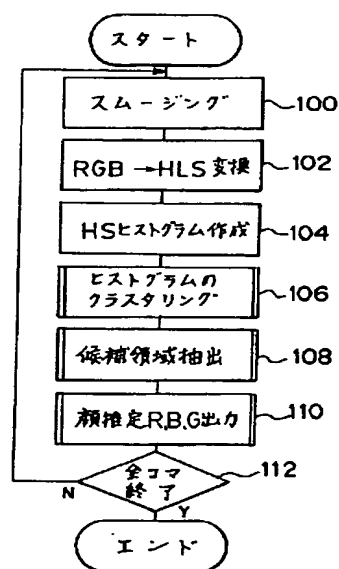 スタート
スムージング
100
RGB→HLS変換
102
HSヒストグラム作成
104
ヒストグラムの
クラスタリング
106
候補領域抽出
108
顔推定R,B,G出力
110
全コマ
終了
112
N
Y
エンド